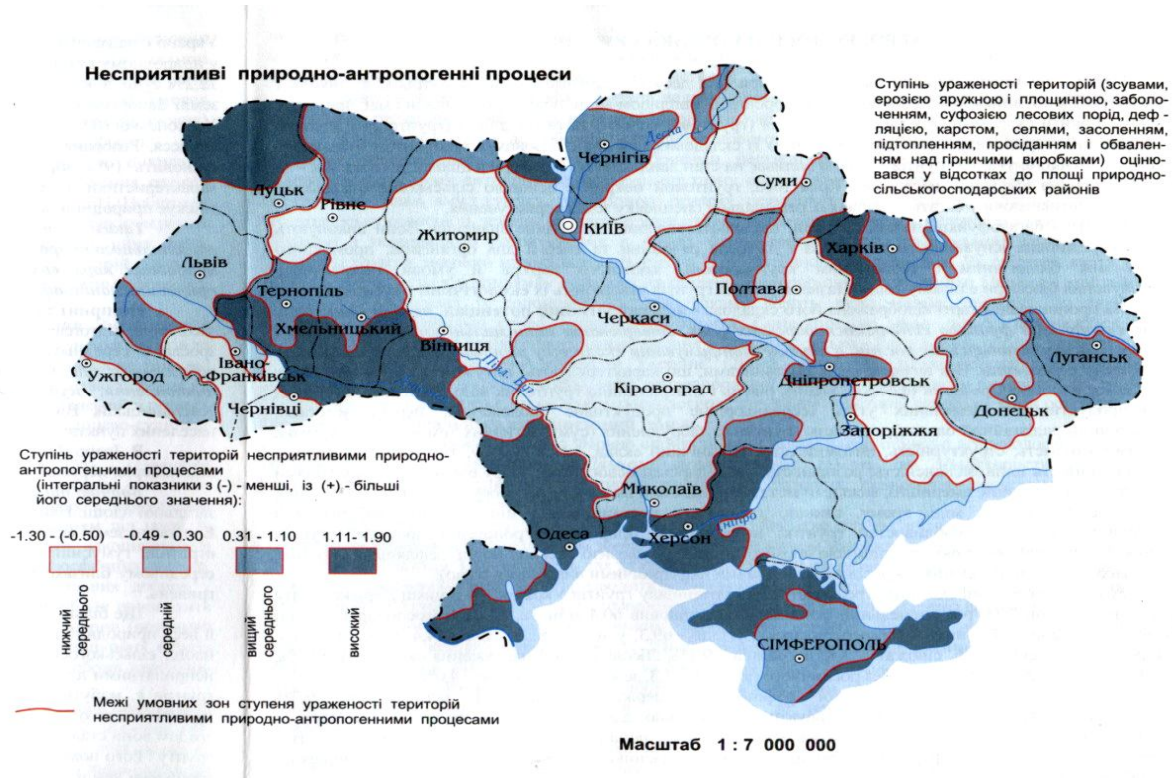 Несприятливі природно-антропогенні процеси
Ступінь ураженості територій (зсувами,
ерозією яружною і площинною, заболо-
ченням, суфозією лесових порід, деф -
ляцією, карстом, селями, засоленням,
підтопленням, просіданням і обвален-
ням над гірничими виробками) оціню-
вався у відсотках до площі природно-
сільськогосподарських районів
Десна
Чернігів
Суми
Луцьк
Рівне
КИЇВ
Житомир
Харків
Львів
Полтава
Тернопіль
Хмельницький
Черкаси
Вінниця
Луганськ
Івано-
Франківськ
Ужгород
Дніпропетровськ
Кіровоград
Донецьк
Чернівці
Запоріжжя
Миколаїв
Одеса
Херсон
Дніпро
СІМФЕРОПОЛЬ
Ступінь ураженості територій несприятливими природно-
антропогенними процесами
(інтегральні показники з (-) - менші, із (+) - більші
його середнього значення):
-1.30 - (-0.50) -0.49 - 0.30 0.31 - 1.10 1.11- 1.90
нижчий
середнього
середній
вищий
середнього
високий
Межі умовних зон ступеня ураженості територій
несприятливими природно-антропогенними процесами
Масштаб 1 : 7 000 000